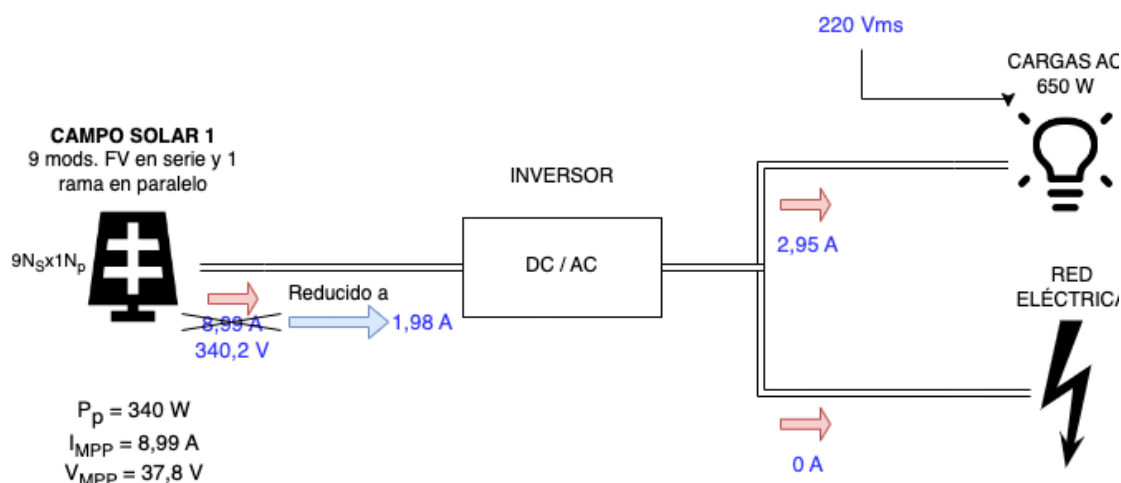 220 Vms
CARGAS AC
650 W
CAMPO SOLAR 1
9 mods. FV en serie y 1
rama en paralelo
INVERSOR
9NSx1Np
DC / AC
2,95 A
RED
ELÉCTRICA
Reducido a
8,99 A
1,98 A
340,2 V
Pp = 340 W
IMPP = 8,99 A
VMPP = 37,8 V
0 A